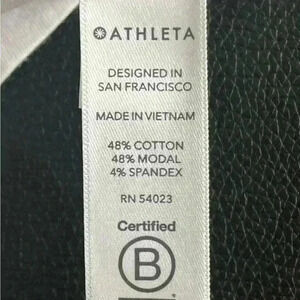 ATHLETA
DESIGNED IN
SAN FRANCISCO
MADE IN VIETNAM
48% COTTON
48% MODAL
4% SPANDEX
RN 54023
Certified
B